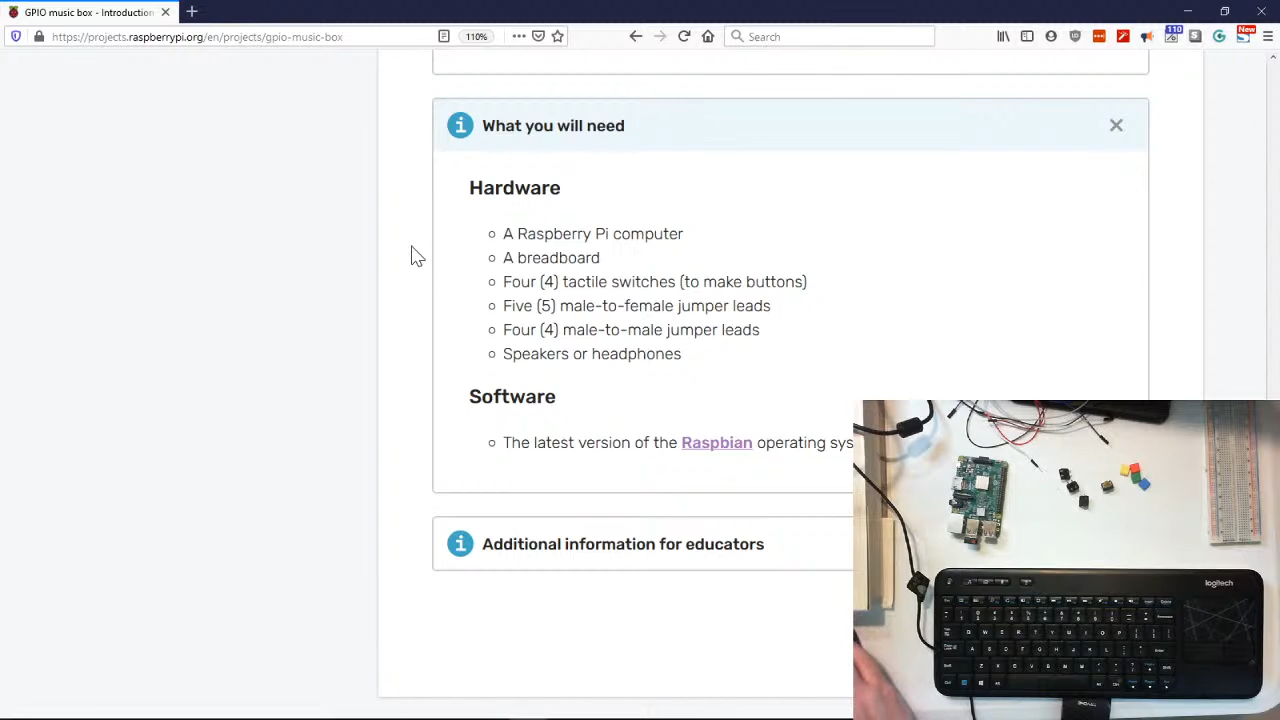 GPIO music box - Introduction
https://projects.raspberrypi.org/en/projects/gpio-music-box
110%
Search
110
New
What you will need
Hardware
A Raspberry Pi computer
A breadboard
Four (4) tactile switches (to make buttons)
Five (5) male-to-female jumper leads
Four (4) male-to-male jumper leads
Speakers or headphones
Software
The latest version of the Raspbian operating sys
Additional information for educators
logitech